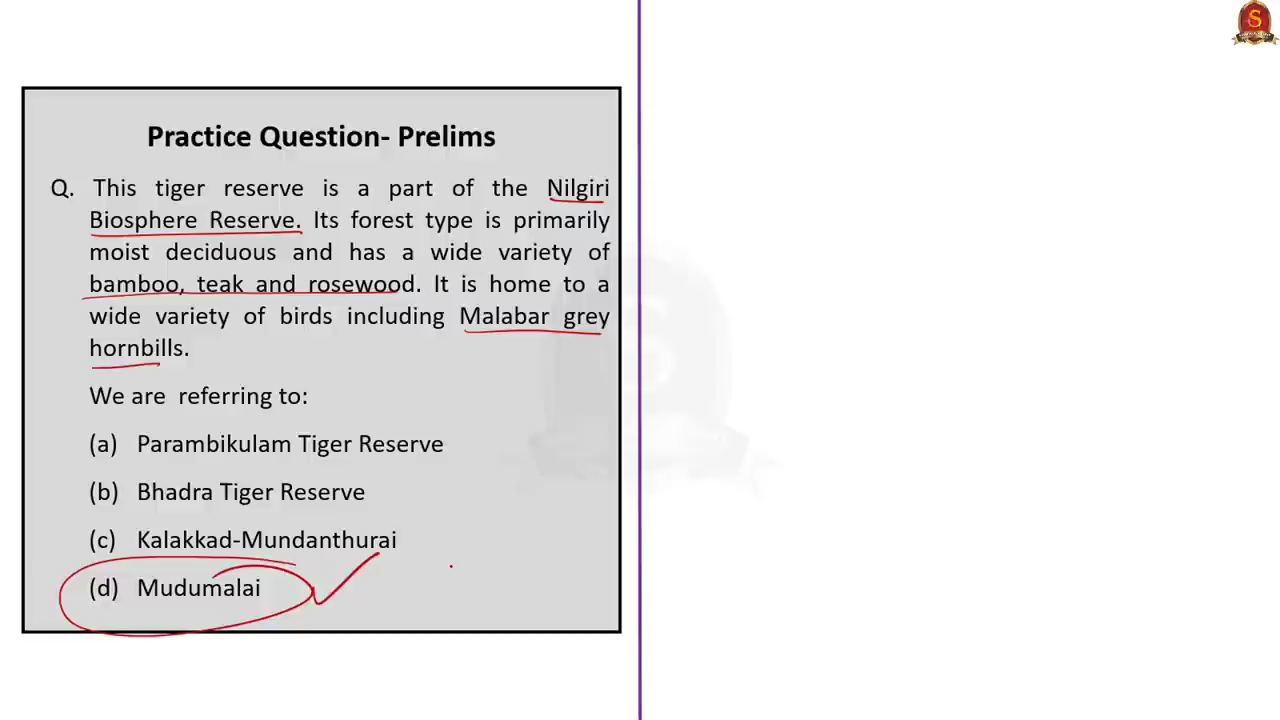 S
Practice Question- Prelims
Q. This tiger reserve is a part of the Nilgiri
Biosphere Reserve. Its forest type is primarily
moist deciduous and has a wide variety of
bamboo, teak and rosewood. It is home to a
wide variety of birds including Malabar grey
hornbills.
We are referring to:
(a) Parambikulam Tiger Reserve
(b) Bhadra Tiger Reserve
(c) Kalakkad-Mundanthurai
(d) Mudumalai